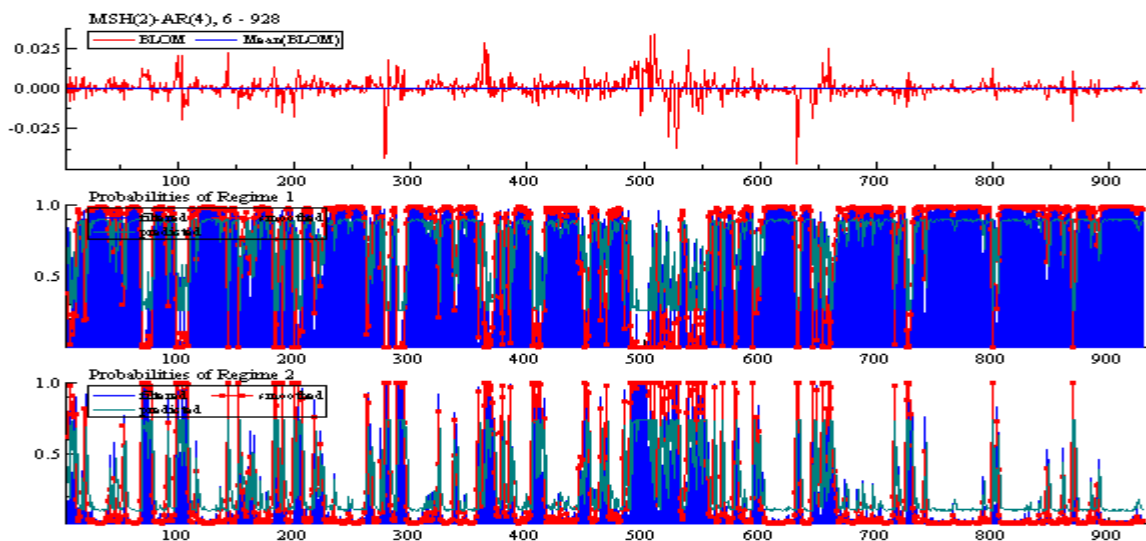 MSH(2)-AR(4), 6 - 928
BLOM Mean(BLOM)
0.025
0.000
-0.025
100 200 300 400 500 600 700 800 900
Probabilities of Regime 1
1.0
filtered smoothed
predicted
0.5
100 200 300 400 500 600 700 800 900
Probabilities of Regime 2
1.0
filtered smoothed
predicted
0.5
100 200 300 400 500 600 700 800 900